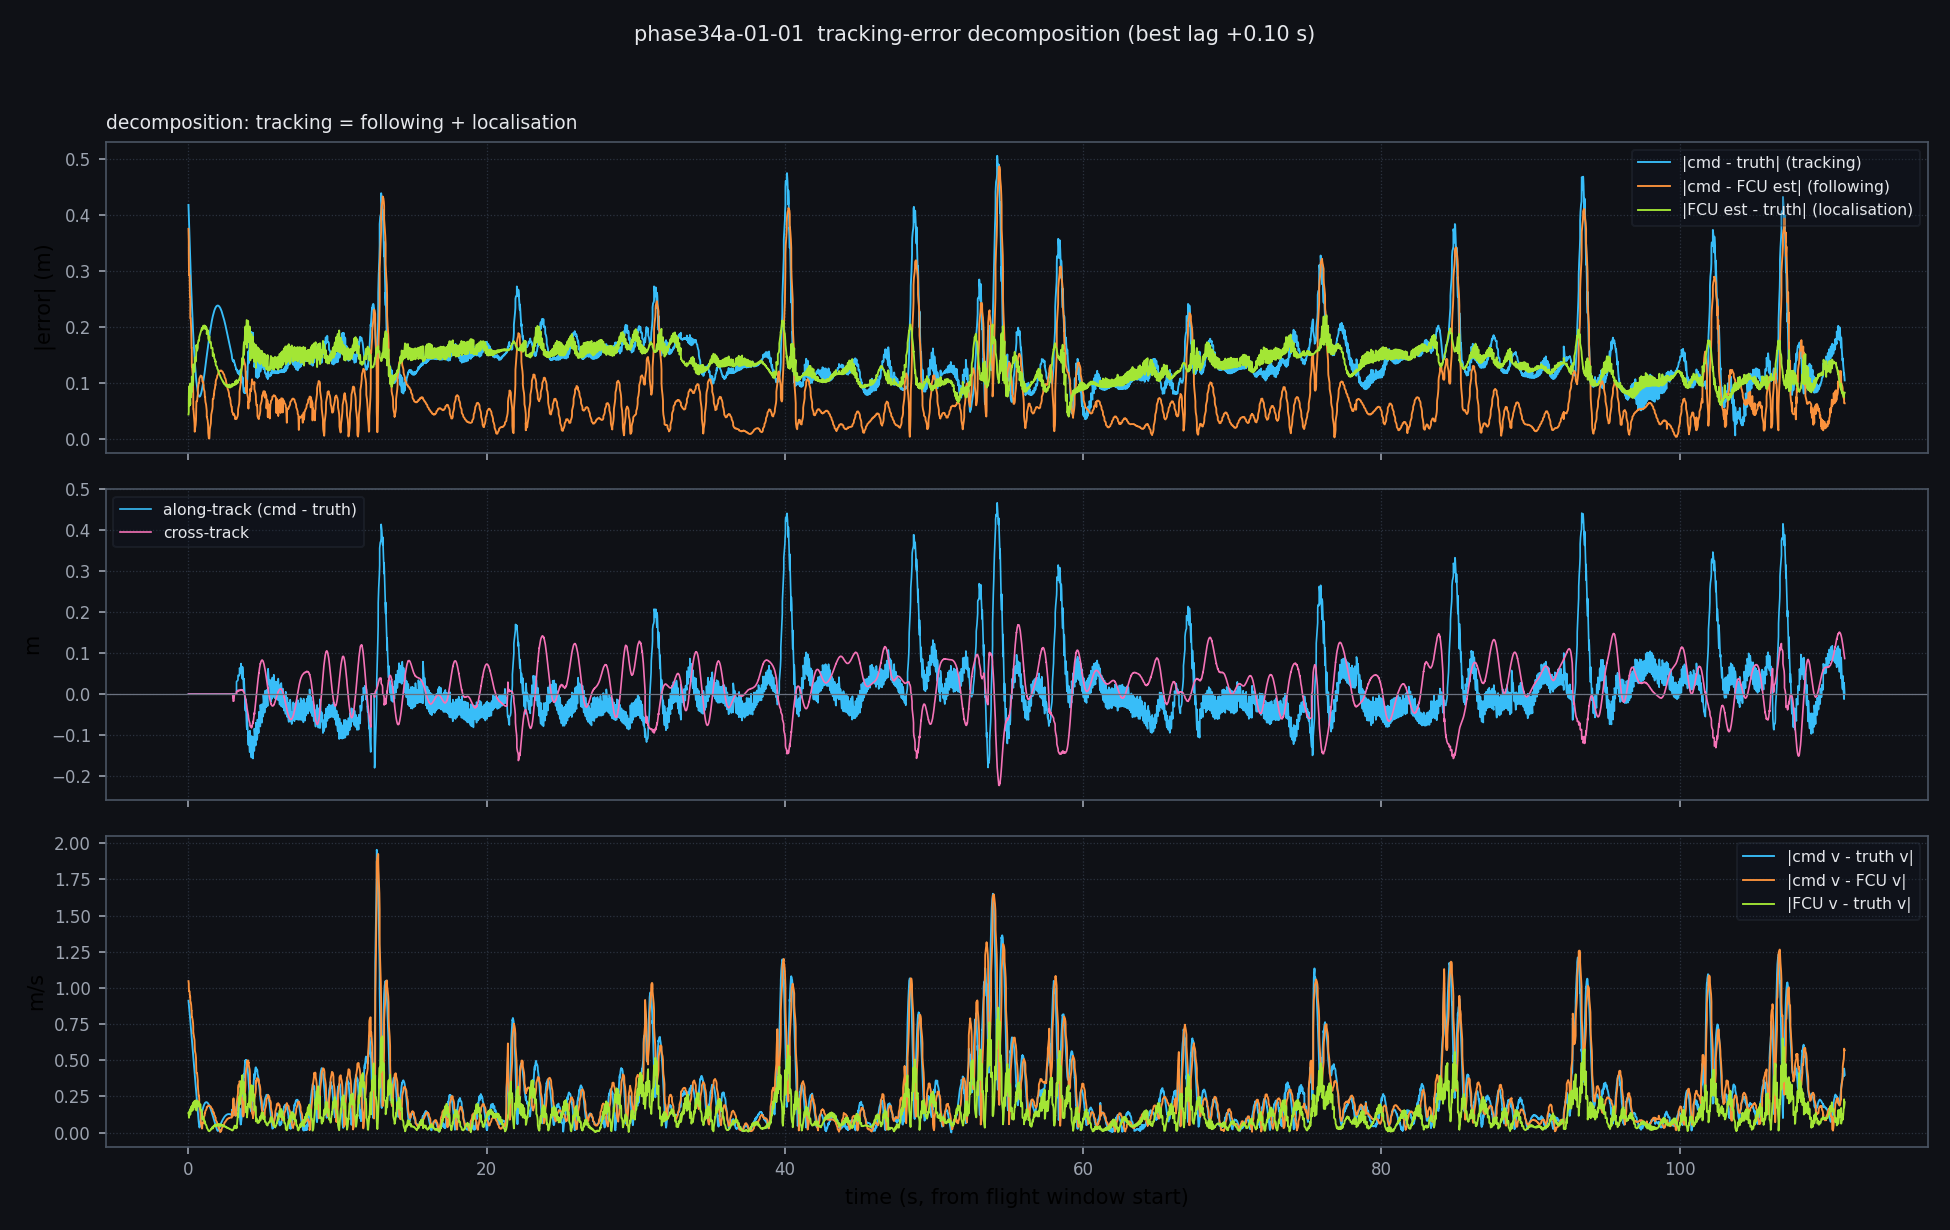 phase34a-01-01  tracking-error decomposition (best lag +0.10 s)
decomposition: tracking = following + localisation
|error| (m)
0.5
0.4
0.3
0.2
0.1
0.0
|cmd - truth| (tracking)
|cmd - FCU est| (following)
|FCU est - truth| (localisation)
m
0.5
0.4
0.3
0.2
0.1
0.0
−0.1
−0.2
along-track (cmd - truth)
cross-track
m/s
2.00
1.75
1.50
1.25
1.00
0.75
0.50
0.25
0.00
|cmd v - truth v|
|cmd v - FCU v|
|FCU v - truth v|
0 20 40 60 80 100
time (s, from flight window start)